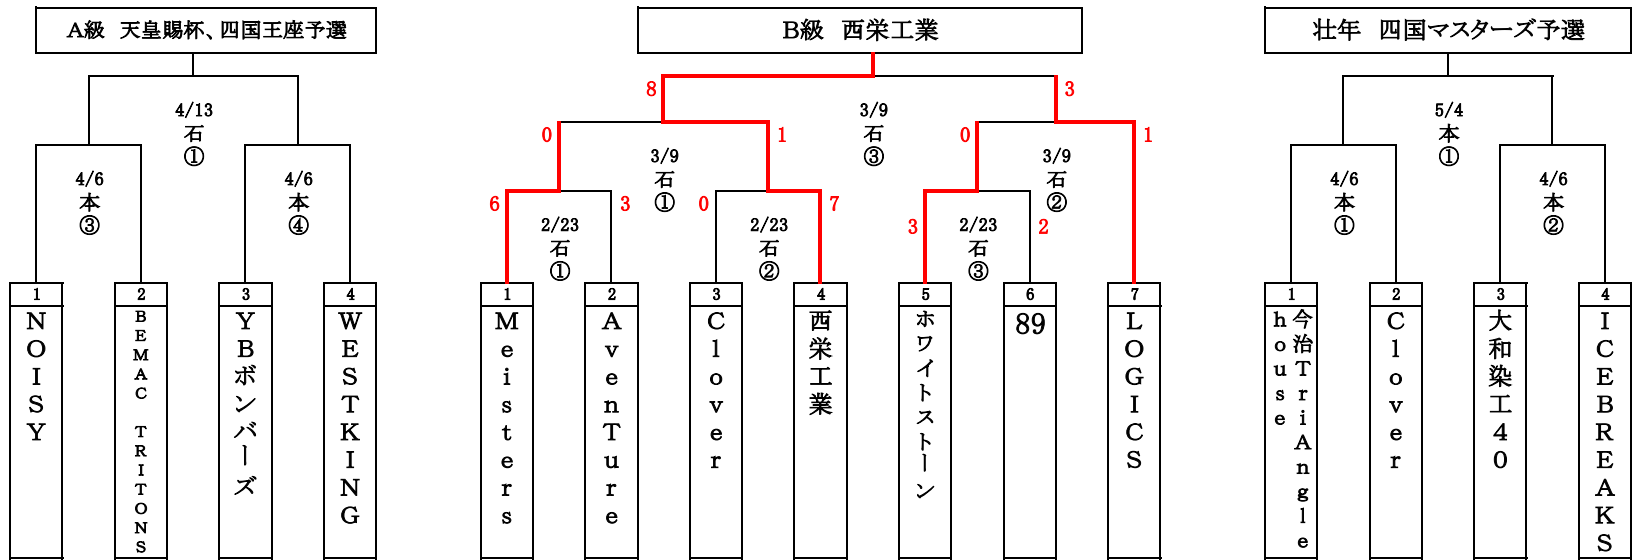 A級 天皇賜杯、四国王座予選
4/13
石
①
4/6
本
③
4/6
本
④
1
NOISY
2
BEMAC TRITONS
3
YBボンバーズ
4
WESTKING
B級 西栄工業
8
3
3/9
石
③
0
1
3/9
石
①
0
1
3/9
石
②
6
3
2/23
石
①
0
7
2/23
石
②
3
2
2/23
石
③
1
Meisters
2
AvenTure
3
Clover
4
西栄工業
5
ホワイトストーン
6
89
7
LOGICS
壮年 四国マスターズ予選
5/4
本
①
4/6
本
①
4/6
本
②
1
今治TriAngle
house
2
Clover
3
大和染工40
4
ICEBREAKS